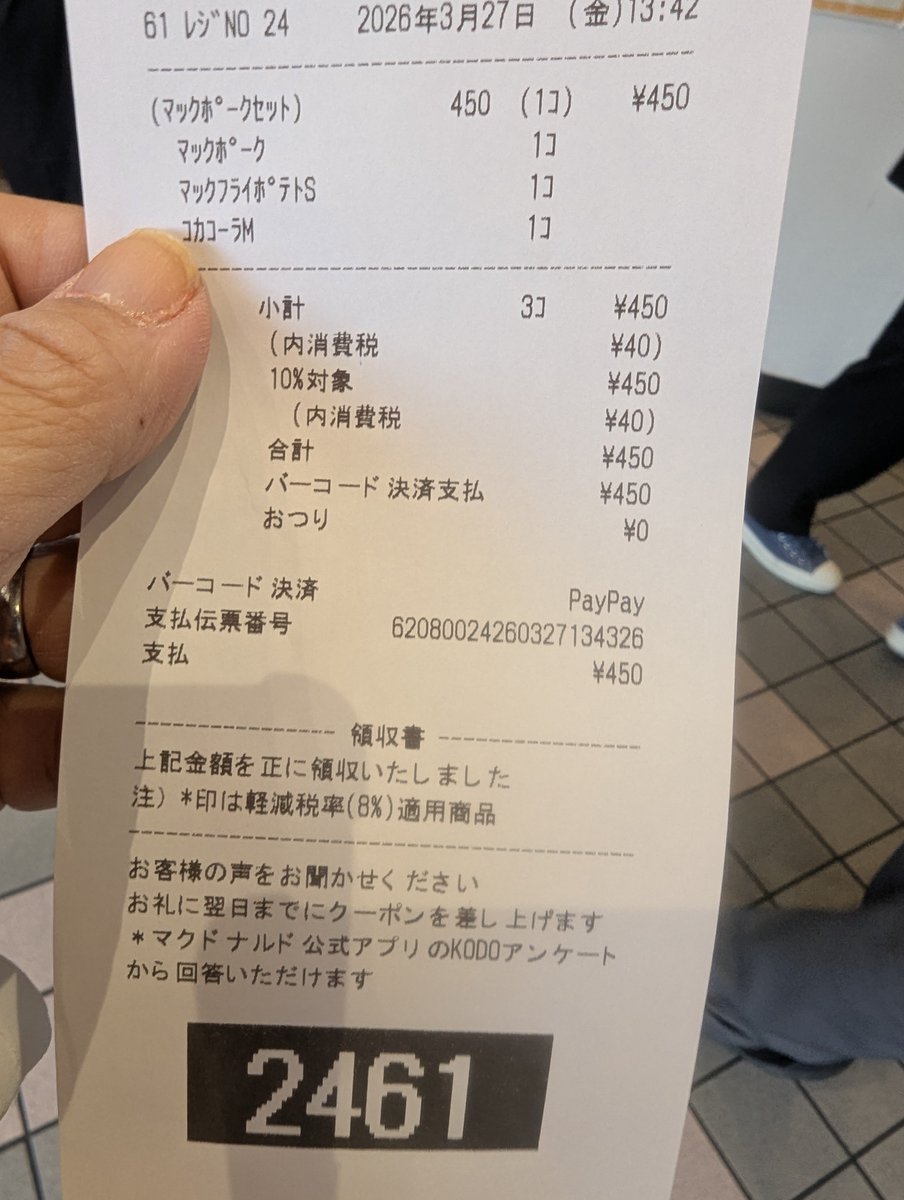 61 ﾚｼﾞNO 24 2026年3月27日 (金)13:42
(ﾏｯｸﾎﾟｰｸｾｯﾄ) 450 (1ｺ) ¥450
ﾏｯｸﾎﾟｰｸ 1ｺ
ﾏｯｸﾌﾗｲﾎﾟﾃﾄS 1ｺ
ｺｶｺｰﾗM 1ｺ
小計 3ｺ ¥450
(内消費税 ¥40)
10%対象 ¥450
(内消費税 ¥40)
合計 ¥450
バーコード決済支払 ¥450
おつり ¥0
バーコード決済 PayPay
支払伝票番号 62080024260327134326
支払 ¥450
領収書
上記金額を正に領収いたしました
注）*印は軽減税率(8%)適用商品
お客様の声をお聞かせください
お礼に翌日までにクーポンを差し上げます
*マクドナルド公式アプリのKODOアンケート
から回答いただけます
2461